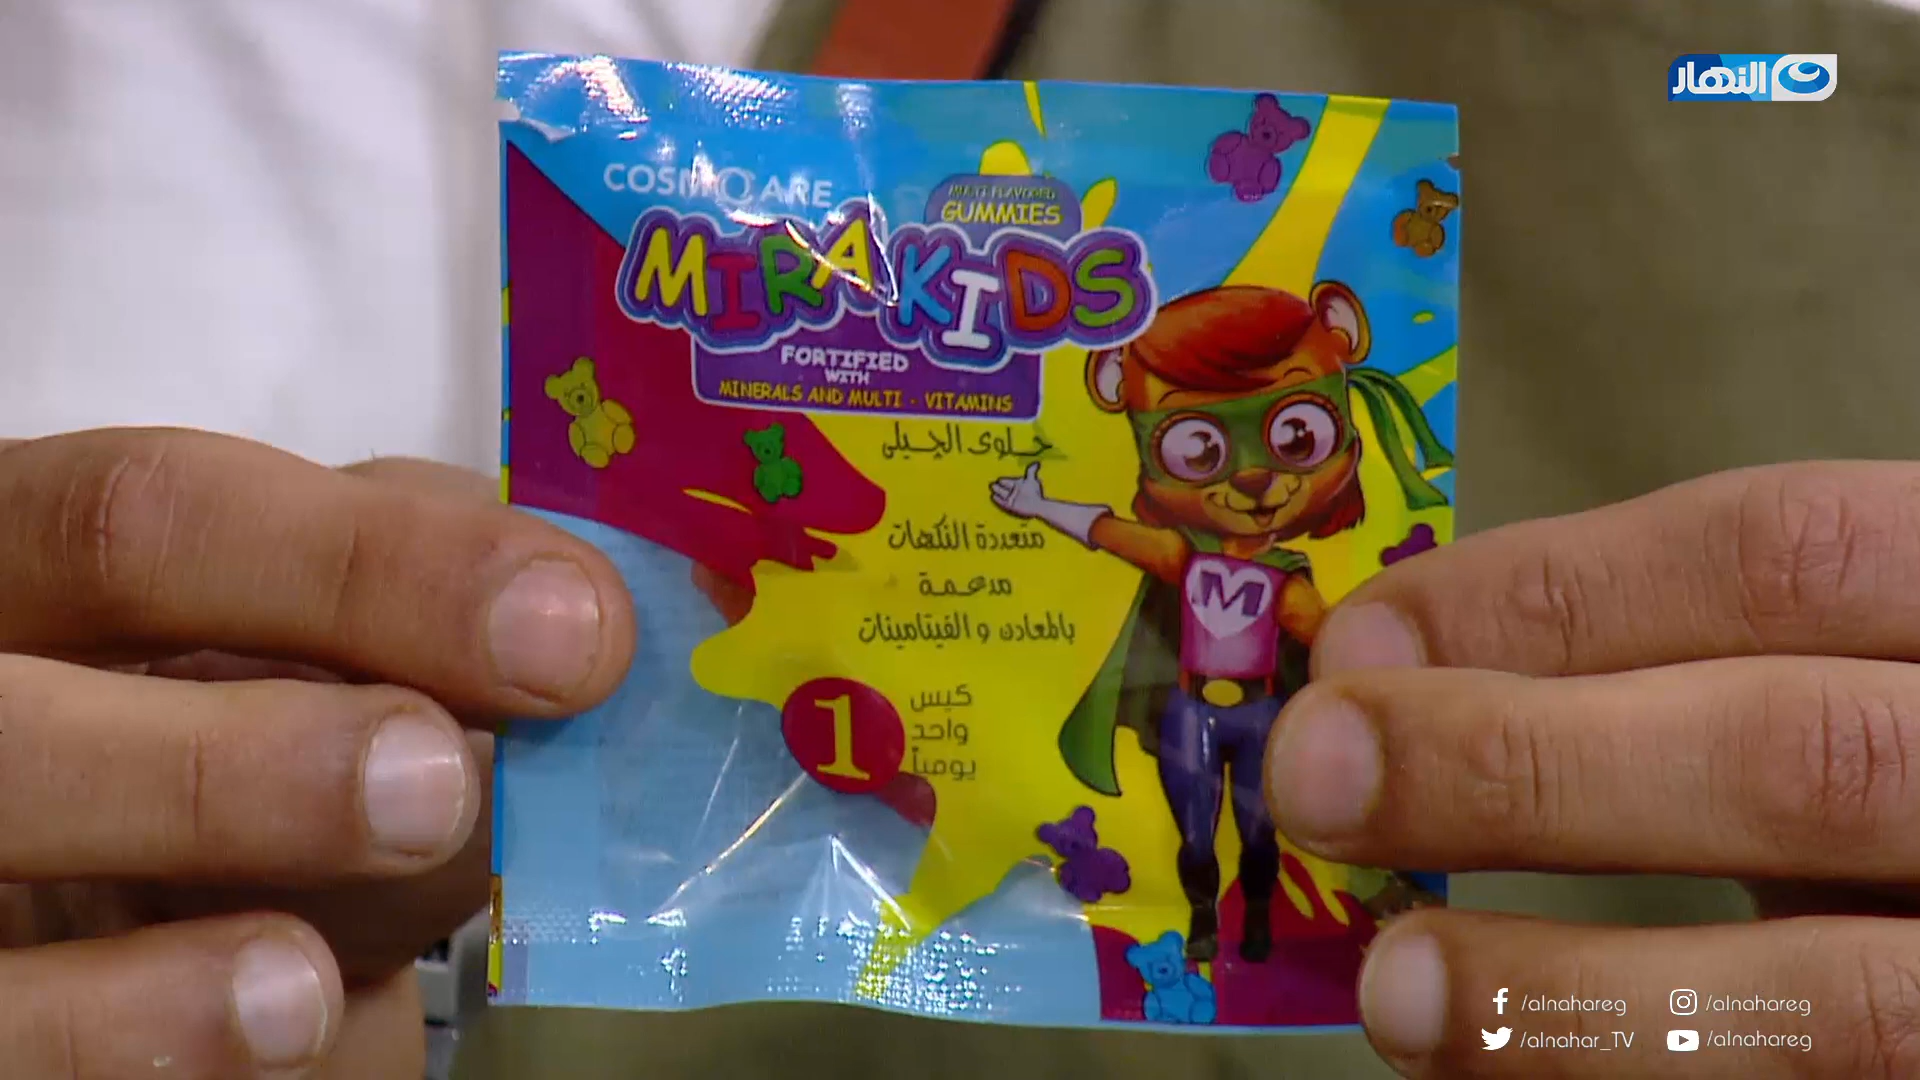 النهار
COSMOCARE
MULTI FLAVORED
GUMMIES
MIRA KIDS
FORTIFIED
WITH
MINERALS AND MULTI - VITAMINS
حلوى الچيلى
متعددة النكهات
مدعمة
بالمعادن و الفيتامينات
1
كيس
واحد
يومياً
M
/alnahareg
/alnahareg
/alnahar_TV
/alnahareg